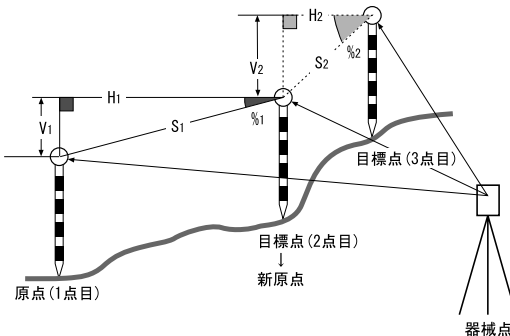 H2
V2
S2
%2
H1
V1
S1
%1
目標点(3点目)
目標点(2点目)
↓
新原点
原点(1点目)
器械点